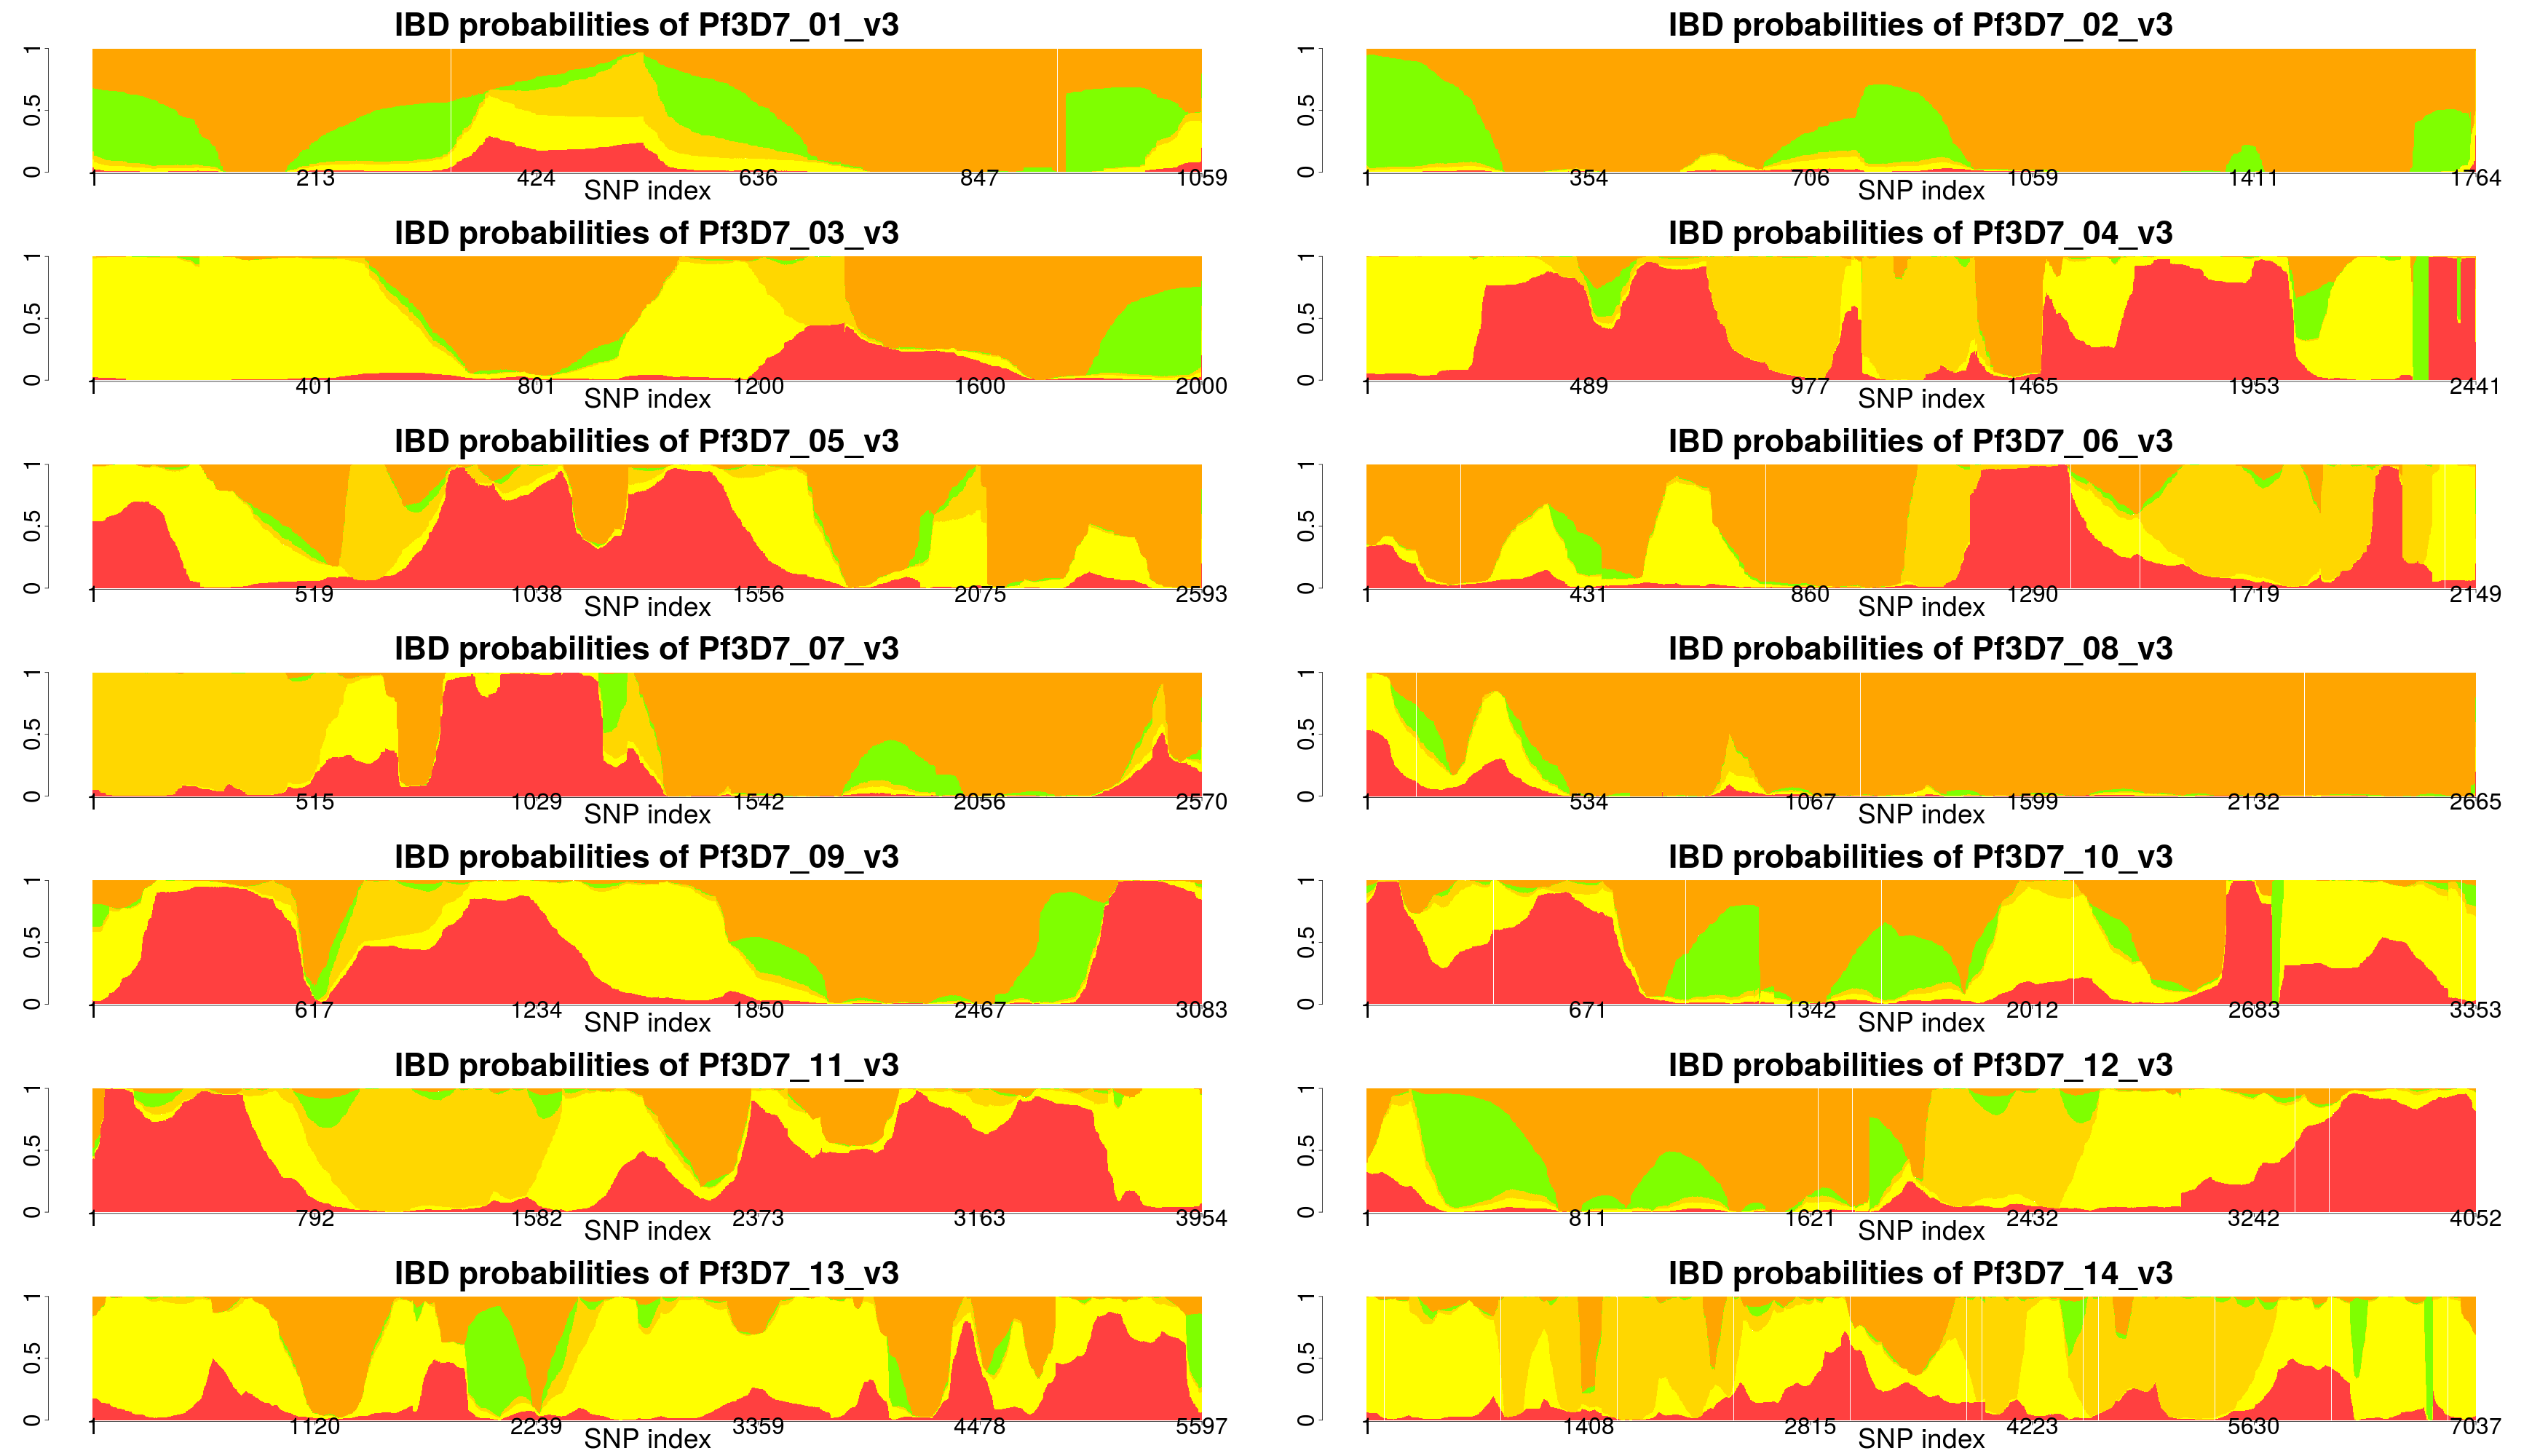 IBD probabilities of Pf3D7_01_v3
0 0.5 1
1 213 424 636 847 1059
SNP index
IBD probabilities of Pf3D7_02_v3
0 0.5 1
1 354 706 1059 1411 1764
SNP index
IBD probabilities of Pf3D7_03_v3
0 0.5 1
1 401 801 1200 1600 2000
SNP index
IBD probabilities of Pf3D7_04_v3
0 0.5 1
1 489 977 1465 1953 2441
SNP index
IBD probabilities of Pf3D7_05_v3
0 0.5 1
1 519 1038 1556 2075 2593
SNP index
IBD probabilities of Pf3D7_06_v3
0 0.5 1
1 431 860 1290 1719 2149
SNP index
IBD probabilities of Pf3D7_07_v3
0 0.5 1
1 515 1029 1542 2056 2570
SNP index
IBD probabilities of Pf3D7_08_v3
0 0.5 1
1 534 1067 1599 2132 2665
SNP index
IBD probabilities of Pf3D7_09_v3
0 0.5 1
1 617 1234 1850 2467 3083
SNP index
IBD probabilities of Pf3D7_10_v3
0 0.5 1
1 671 1342 2012 2683 3353
SNP index
IBD probabilities of Pf3D7_11_v3
0 0.5 1
1 792 1582 2373 3163 3954
SNP index
IBD probabilities of Pf3D7_12_v3
0 0.5 1
1 811 1621 2432 3242 4052
SNP index
IBD probabilities of Pf3D7_13_v3
0 0.5 1
1 1120 2239 3359 4478 5597
SNP index
IBD probabilities of Pf3D7_14_v3
0 0.5 1
1 1408 2815 4223 5630 7037
SNP index